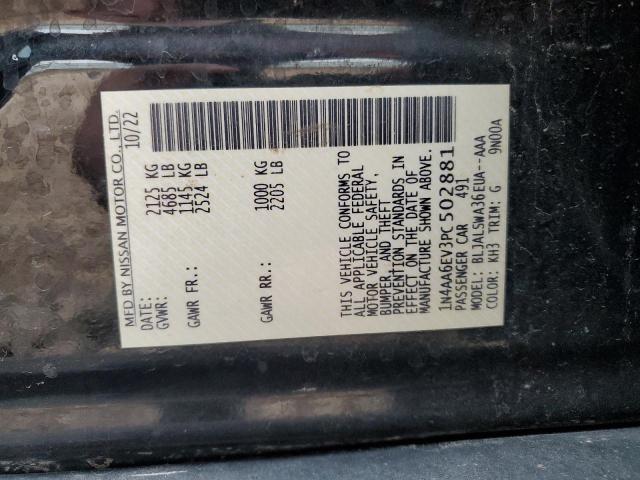 MFD BY NISSAN MOTOR CO., LTD.
DATE: 10/22
GVWR: 2125 KG
4685 LB
GAWR FR.: 1145 KG
2524 LB
GAWR RR.: 1000 KG
2205 LB
THIS VEHICLE CONFORMS TO
ALL APPLICABLE FEDERAL
MOTOR VEHICLE SAFETY,
BUMPER, AND THEFT
PREVENTION STANDARDS IN
EFFECT ON THE DATE OF
MANUFACTURE SHOWN ABOVE.
1N4AA6EV3PC502881
PASSENGER CAR 491
MODEL: BLJALSWA36EUA--AAA
COLOR: KH3 TRIM: G 9N00A